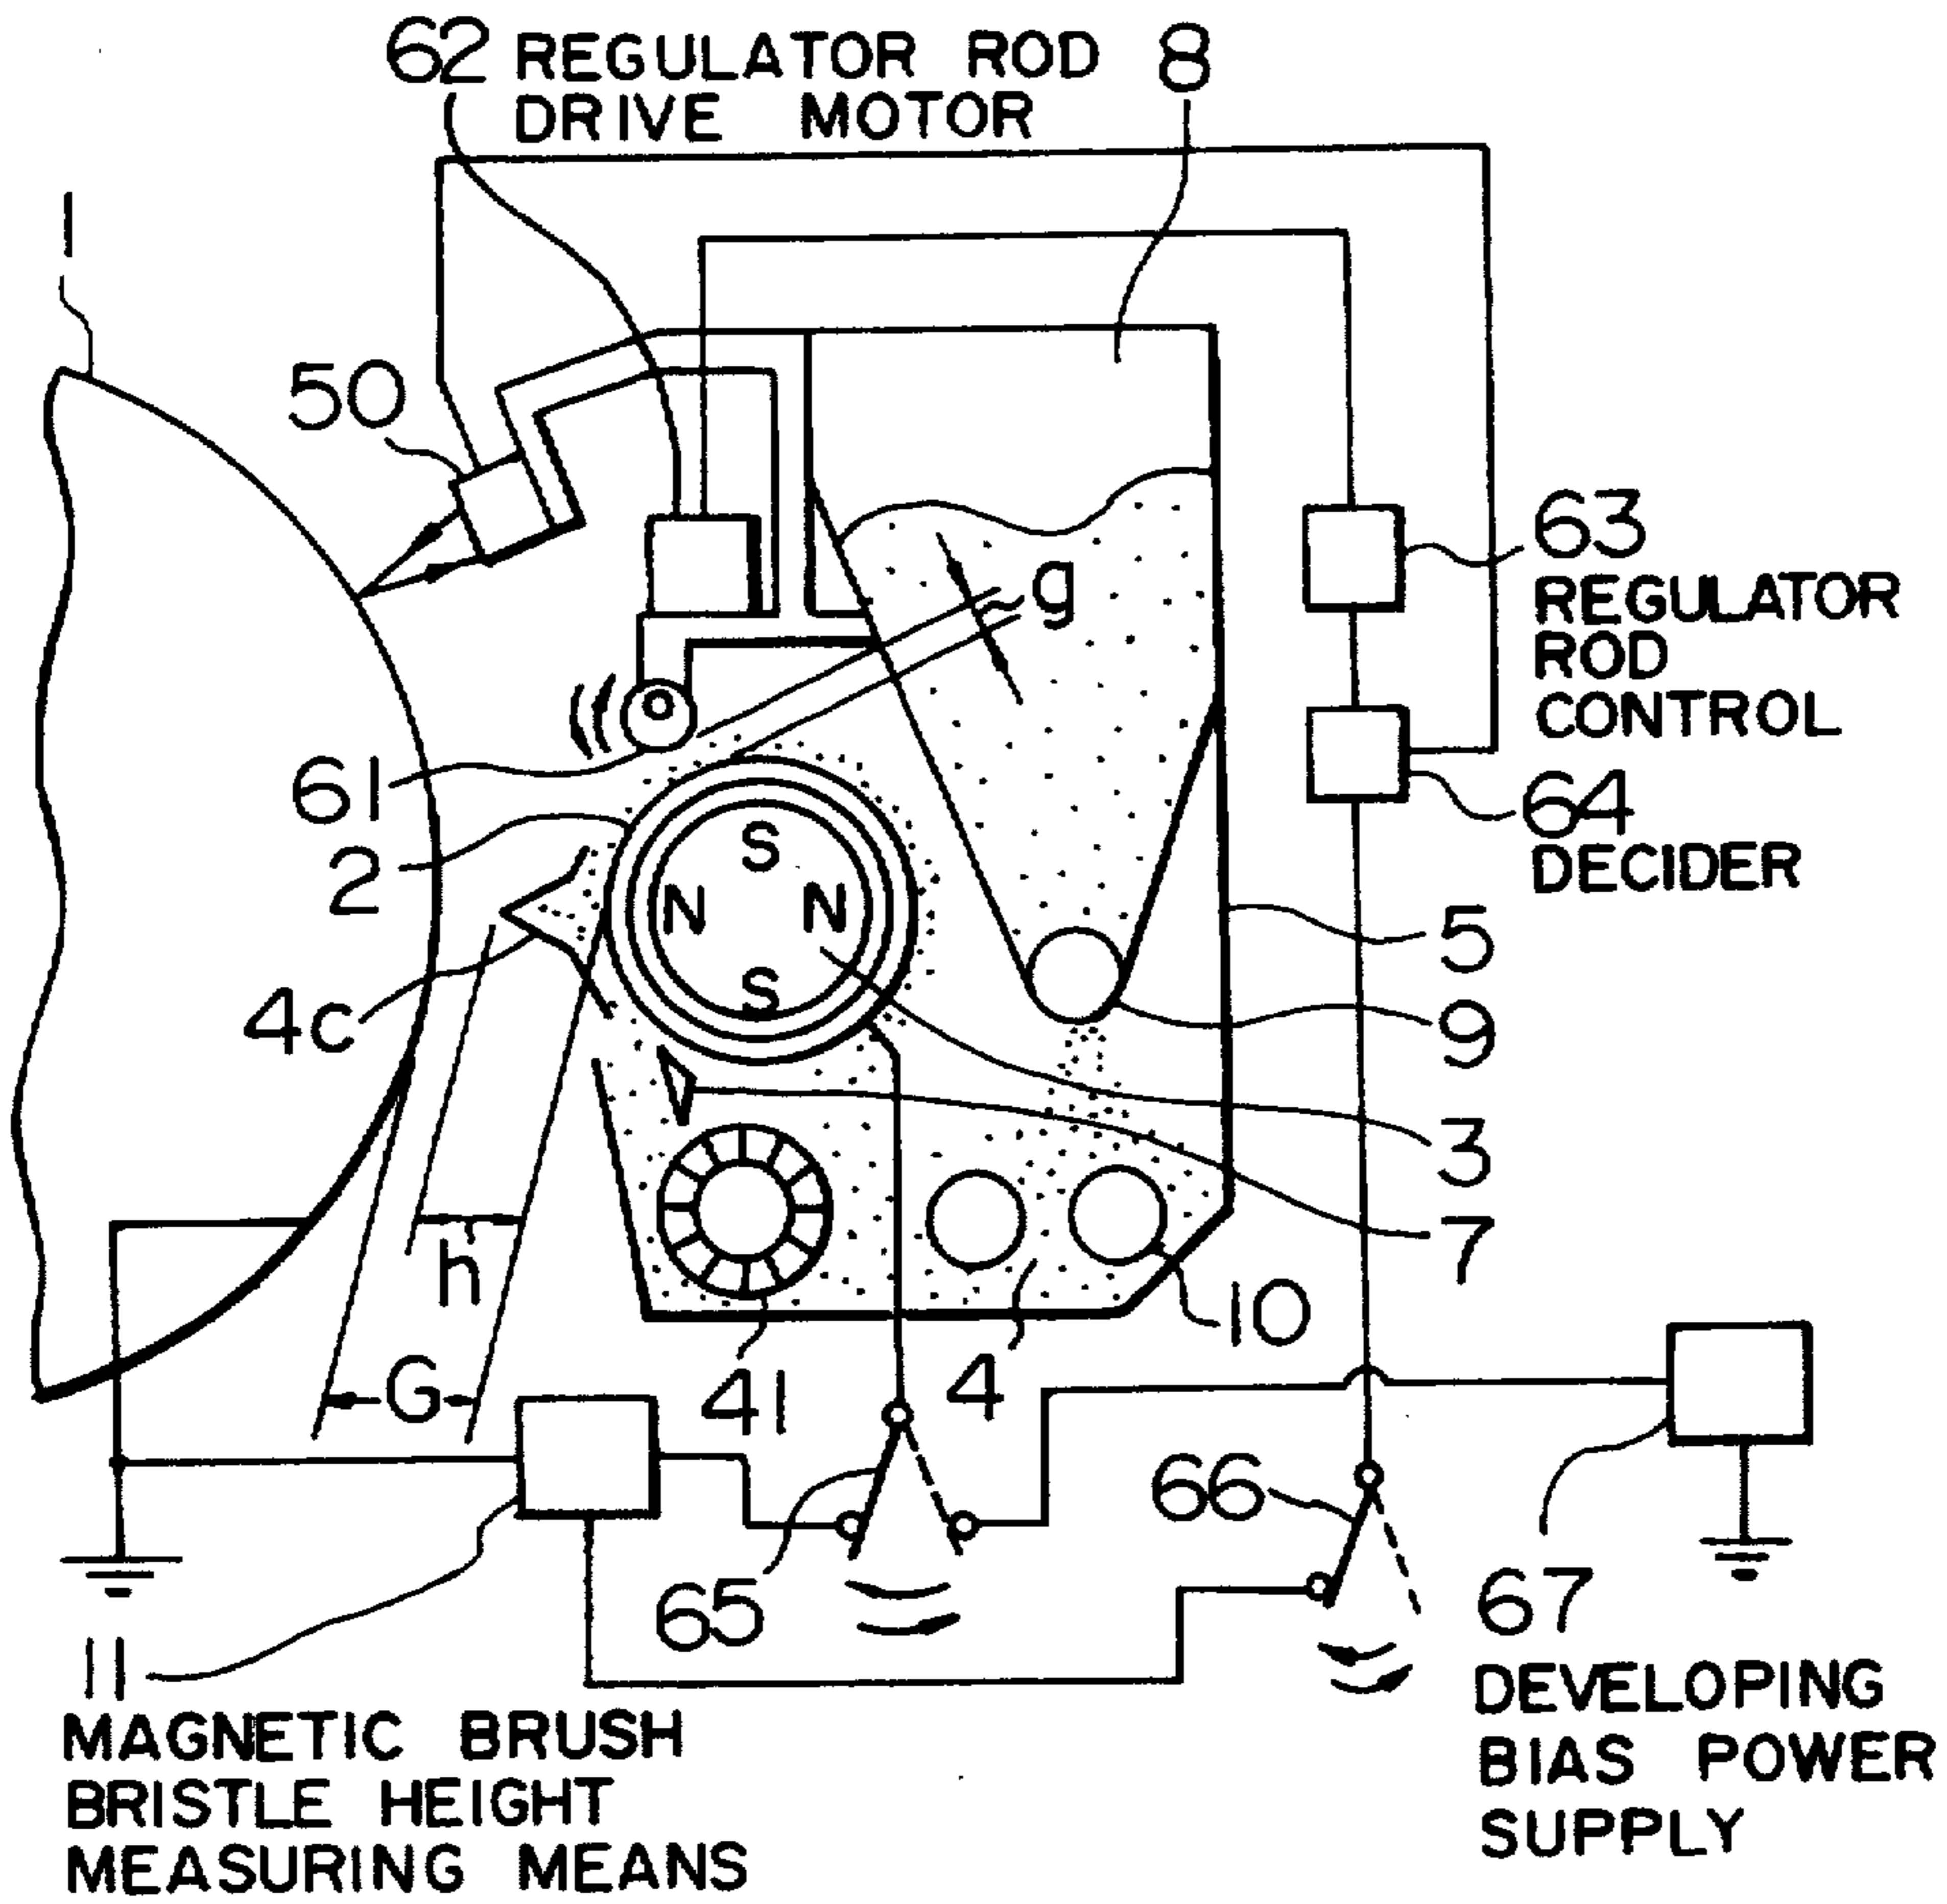 62 REGULATOR ROD 8
DRIVE MOTOR
1
50
g
63
REGULATOR
ROD
CONTROL
61
64
DECIDER
2
S
N N
S
5
4c
9
3
7
h
10
G
41
4
66
65
67
DEVELOPING
BIAS POWER
SUPPLY
11
MAGNETIC BRUSH
BRISTLE HEIGHT
MEASURING MEANS